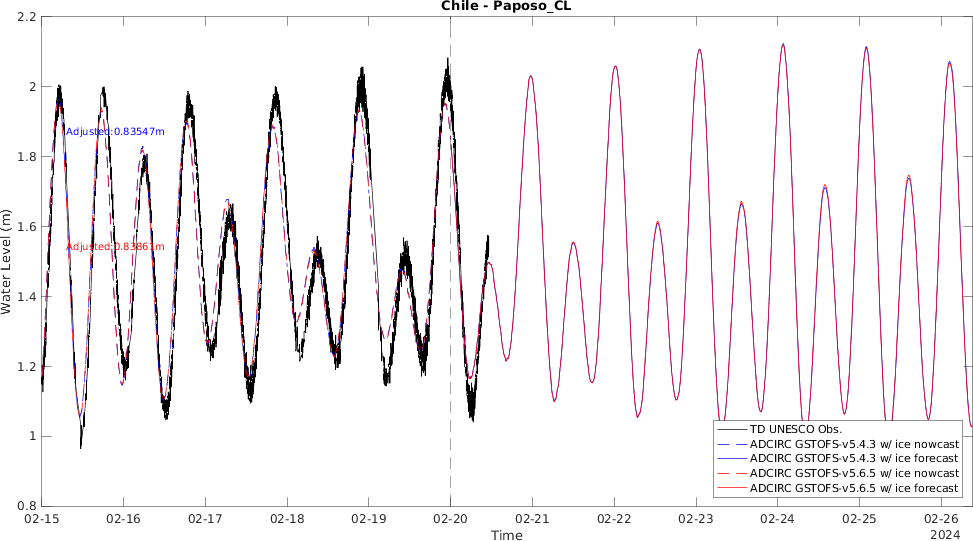 Chile - Paposo_CL
2.2
2
1.8
1.6
1.4
1.2
1
0.8
Water Level (m)
Adjusted:0.83547m
Adjusted:0.83861m
TD UNESCO Obs.
ADCIRC GSTOFS-v5.4.3 w/ ice nowcast
ADCIRC GSTOFS-v5.4.3 w/ ice forecast
ADCIRC GSTOFS-v5.6.5 w/ ice nowcast
ADCIRC GSTOFS-v5.6.5 w/ ice forecast
02-15 02-16 02-17 02-18 02-19 02-20 02-21 02-22 02-23 02-24 02-25 02-26
Time
2024